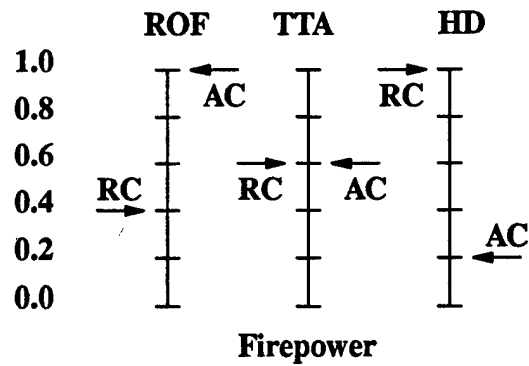 ROF TTA HD
1.0
AC
RC
0.8
0.6
RC
RC
AC
0.4
AC
0.2
0.0
Firepower